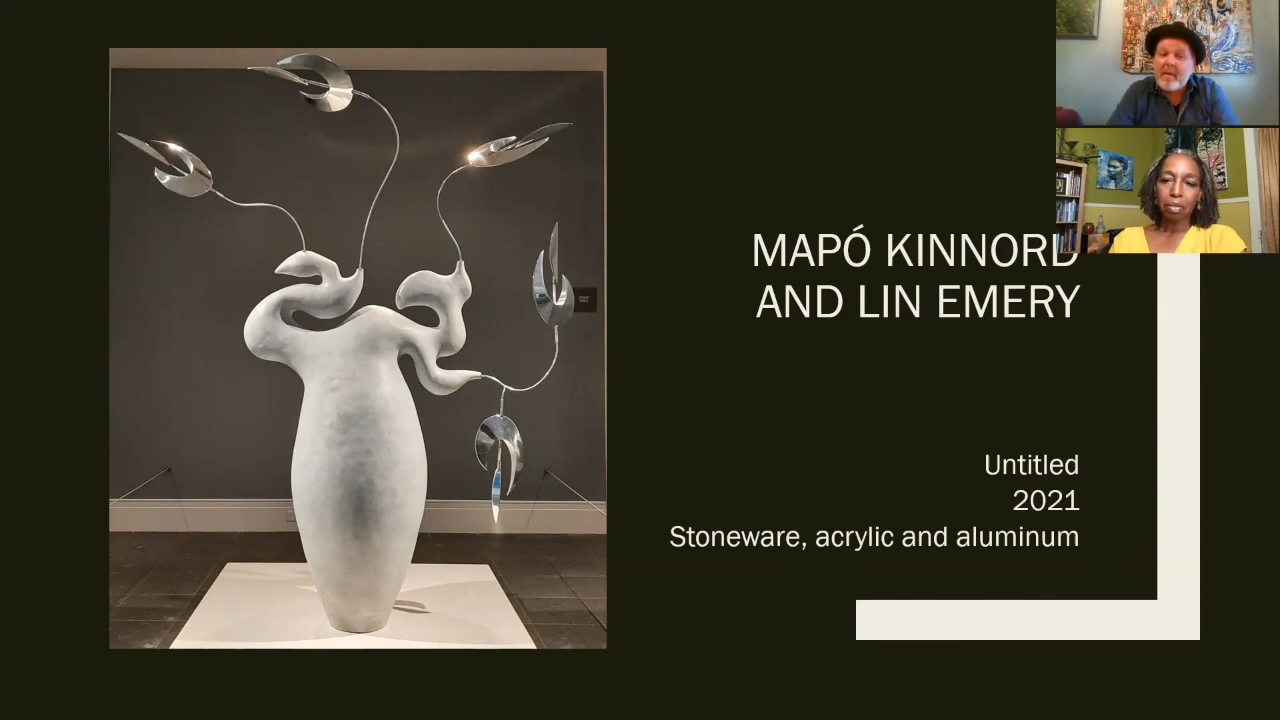 MAPÓ KINNORD
AND LIN EMERY
Untitled
2021
Stoneware, acrylic and aluminum